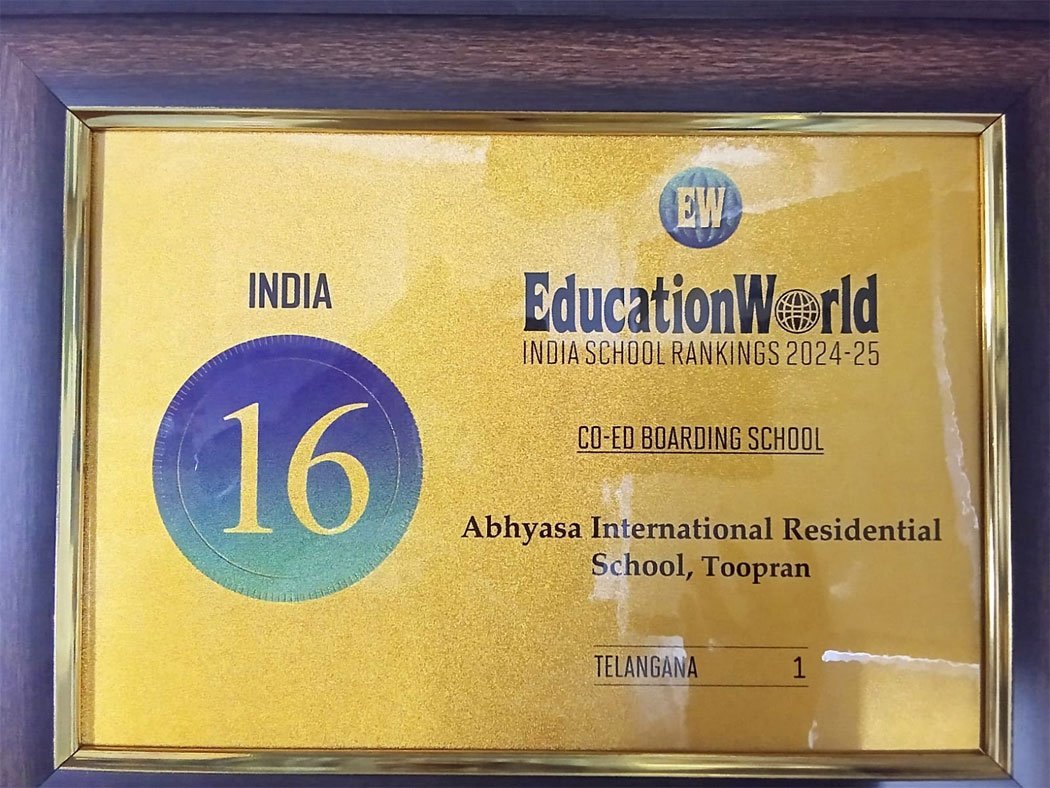 INDIA
16
EW
EducationWorld
INDIA SCHOOL RANKINGS 2024-25
CO-ED BOARDING SCHOOL
Abhyasa International Residential
School, Toopran
TELANGANA 1